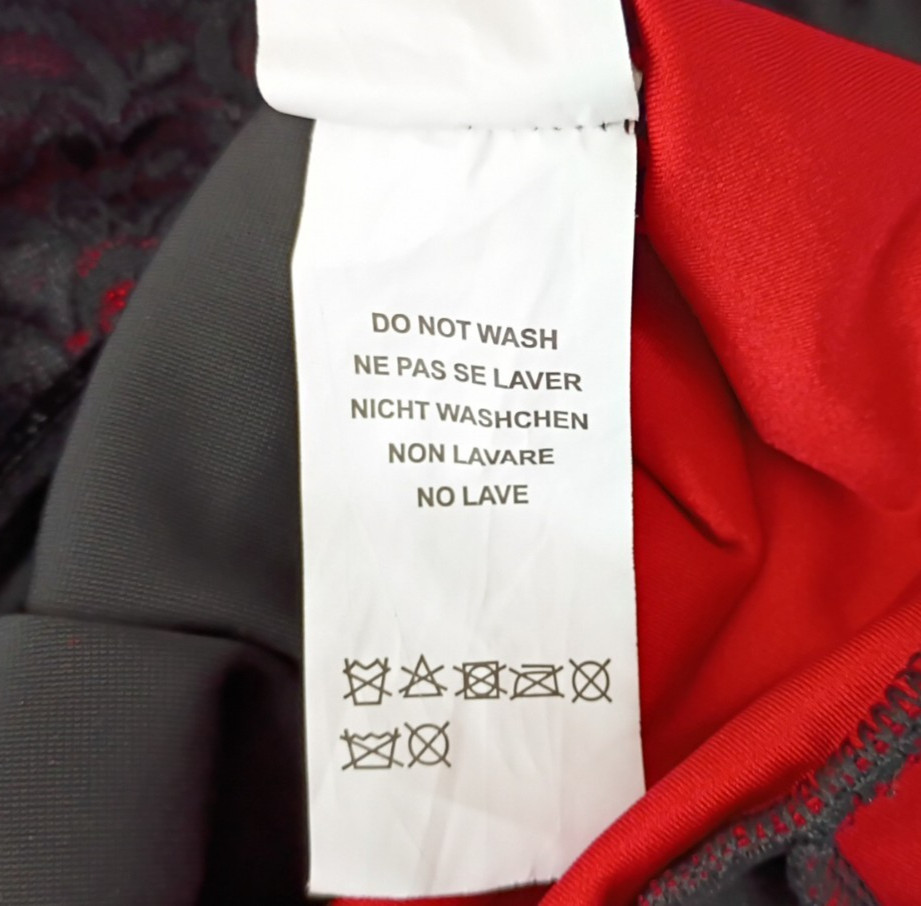 DO NOT WASH
NE PAS SE LAVER
NICHT WASHCHEN
NON LAVARE
NO LAVE